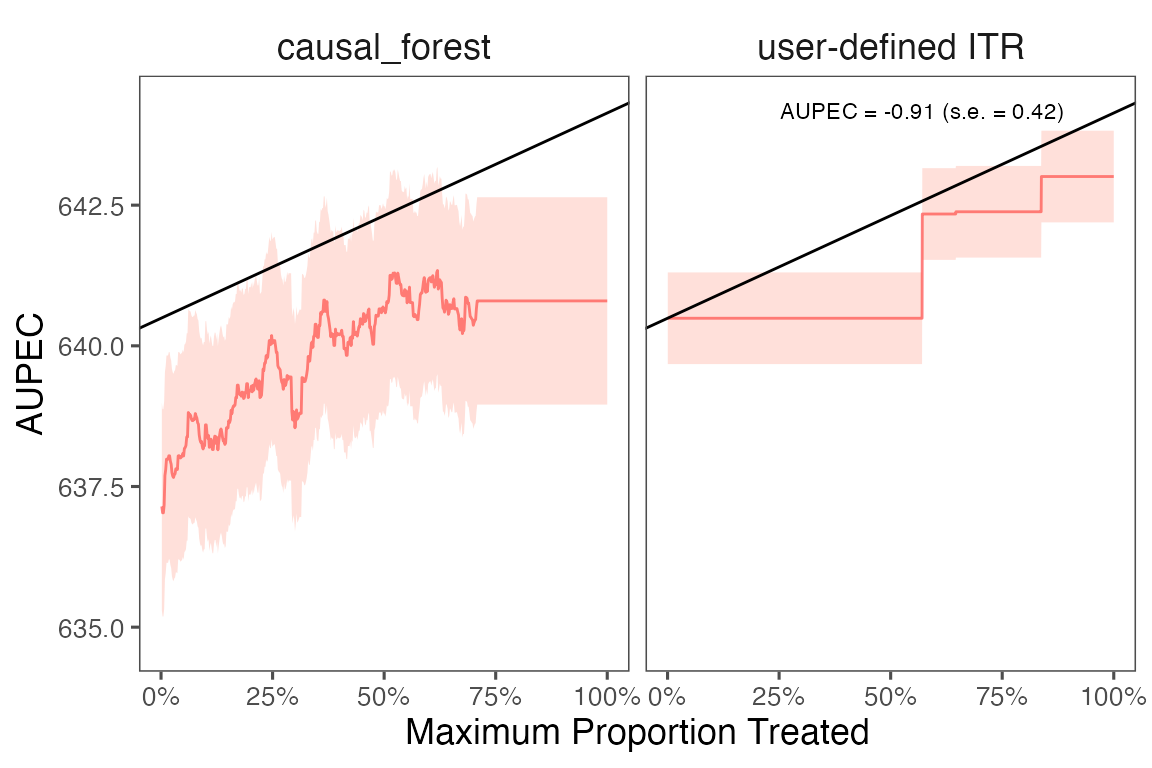 causal_forest
user-defined ITR
AUPEC = -0.91 (s.e. = 0.42)
AUPEC
642.5
640.0
637.5
635.0
0% 25% 50% 75% 100%
0% 25% 50% 75% 100%
Maximum Proportion Treated